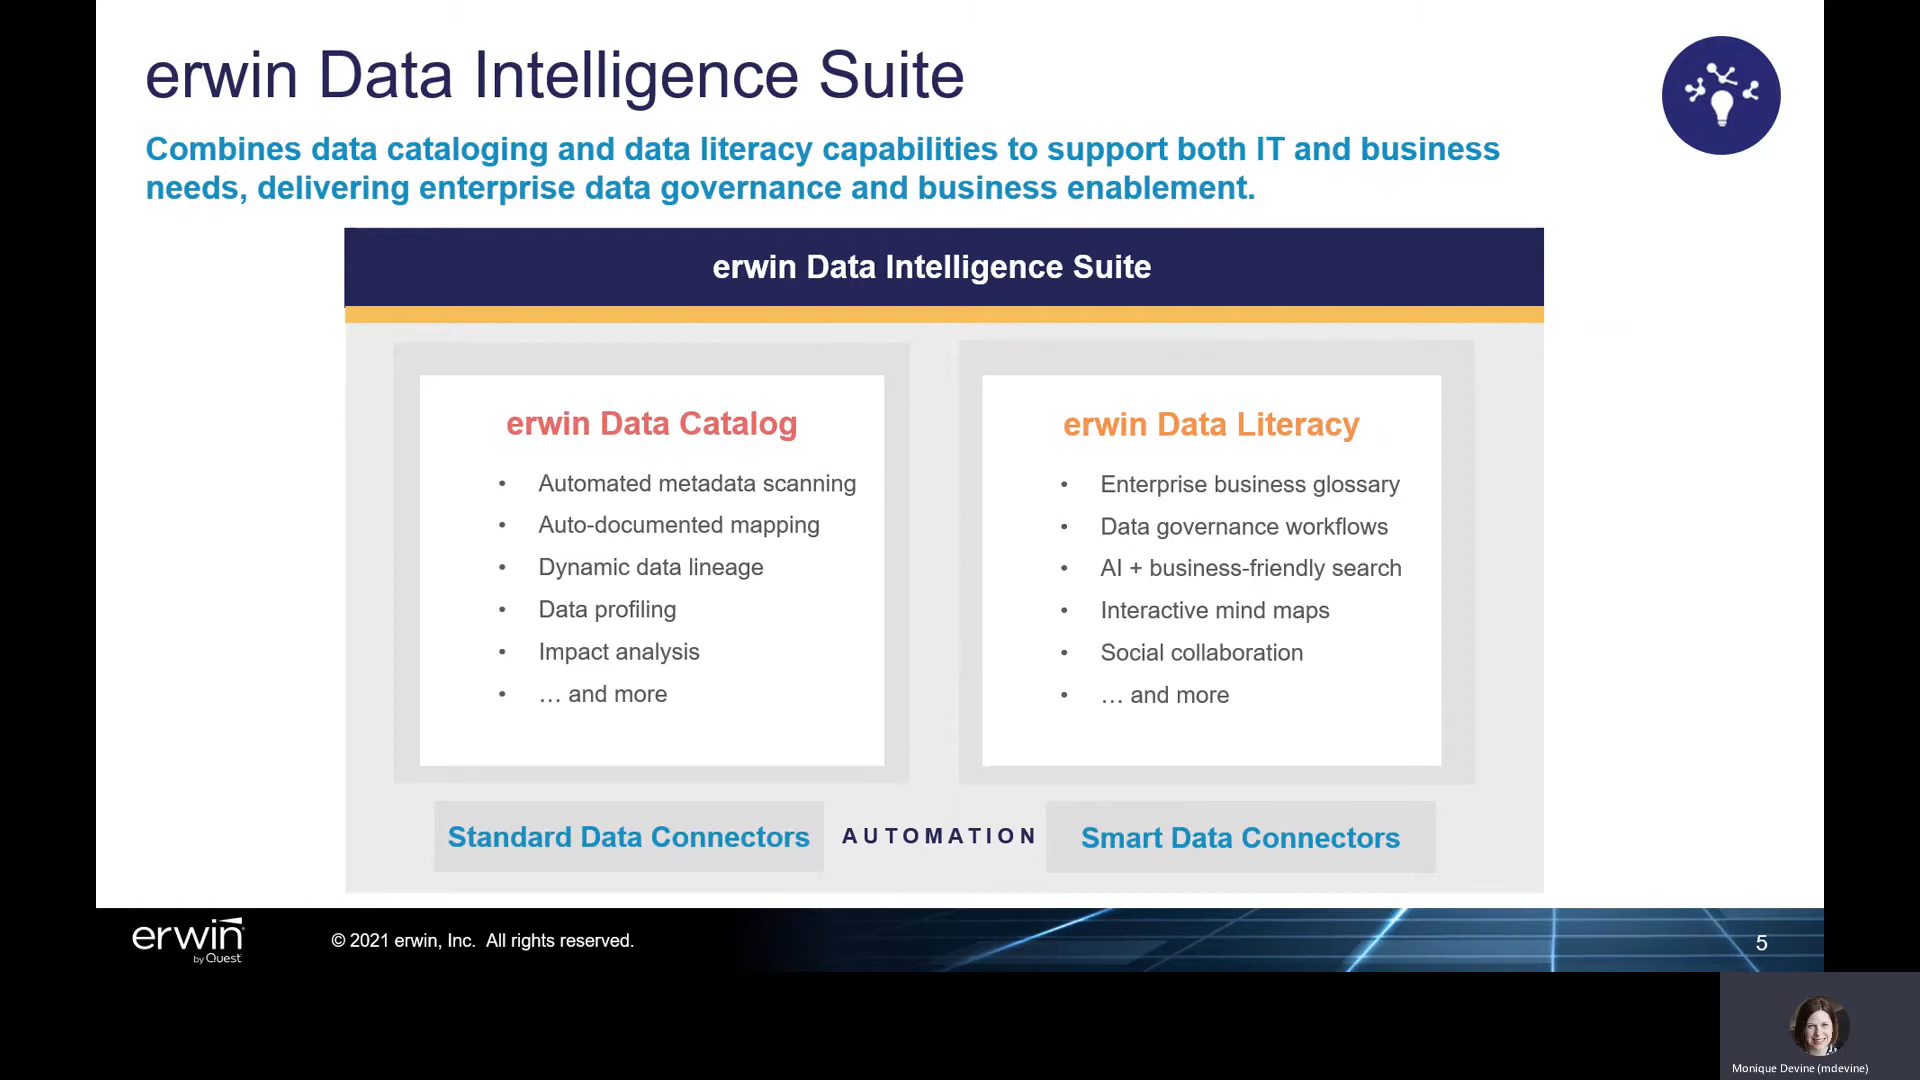 erwin Data Intelligence Suite
Combines data cataloging and data literacy capabilities to support both IT and business
needs, delivering enterprise data governance and business enablement.
erwin Data Intelligence Suite
erwin Data Catalog
• Automated metadata scanning
• Auto-documented mapping
• Dynamic data lineage
• Data profiling
• Impact analysis
• … and more
erwin Data Literacy
• Enterprise business glossary
• Data governance workflows
• AI + business-friendly search
• Interactive mind maps
• Social collaboration
• … and more
Standard Data Connectors
AUTOMATION
Smart Data Connectors
erwin
by Quest
© 2021 erwin, Inc. All rights reserved.
5
Monique Devine (mdevine)